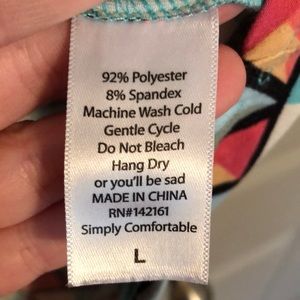 92% Polyester
8% Spandex
Machine Wash Cold
Gentle Cycle
Do Not Bleach
Hang Dry
or you'll be sad
MADE IN CHINA
RN#142161
Simply Comfortable
L